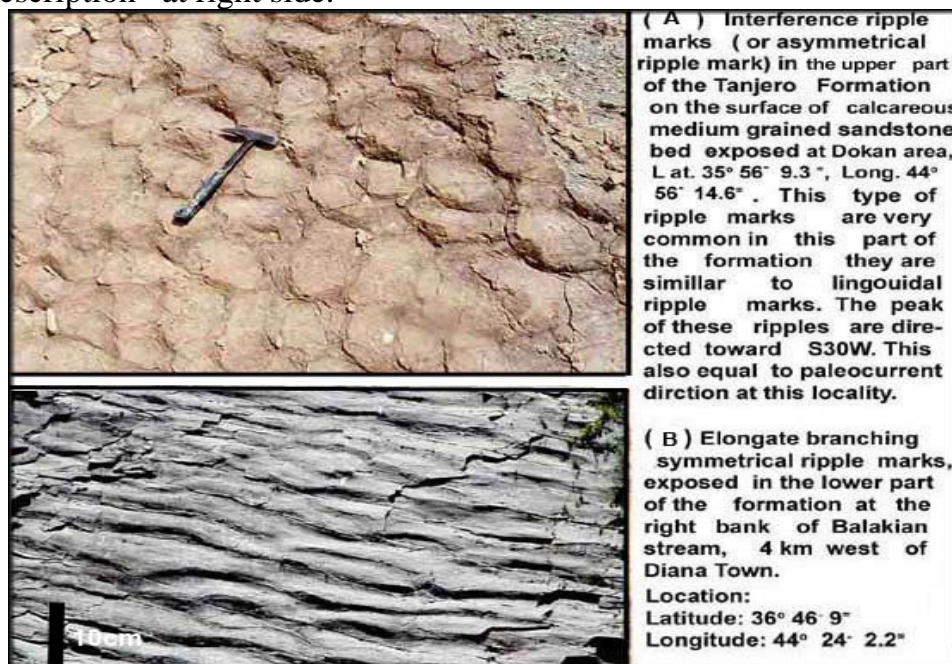 escription at right side.
( A ) Interference ripple
marks ( or asymmetrical
ripple mark) in the upper part
of the Tanjero Formation
on the surface of calcareous
medium grained sandstone
bed exposed at Dokan area,
L at. 35° 56⁻ 9.3 ⁼, Long. 44°
56⁻ 14.6⁼ . This type of
ripple marks are very
common in this part of
the formation they are
simillar to lingouidal
ripple marks. The peak
of these ripples are dire-
cted toward S30W. This
also equal to paleocurrent
dirction at this locality.
( B ) Elongate branching
symmetrical ripple marks,
exposed in the lower part
of the formation at the
right bank of Balakian
stream, 4 km west of
Diana Town.
Location:
Latitude: 36° 46⁻ 9⁼
Longitude: 44° 24⁻ 2.2⁼
10cm